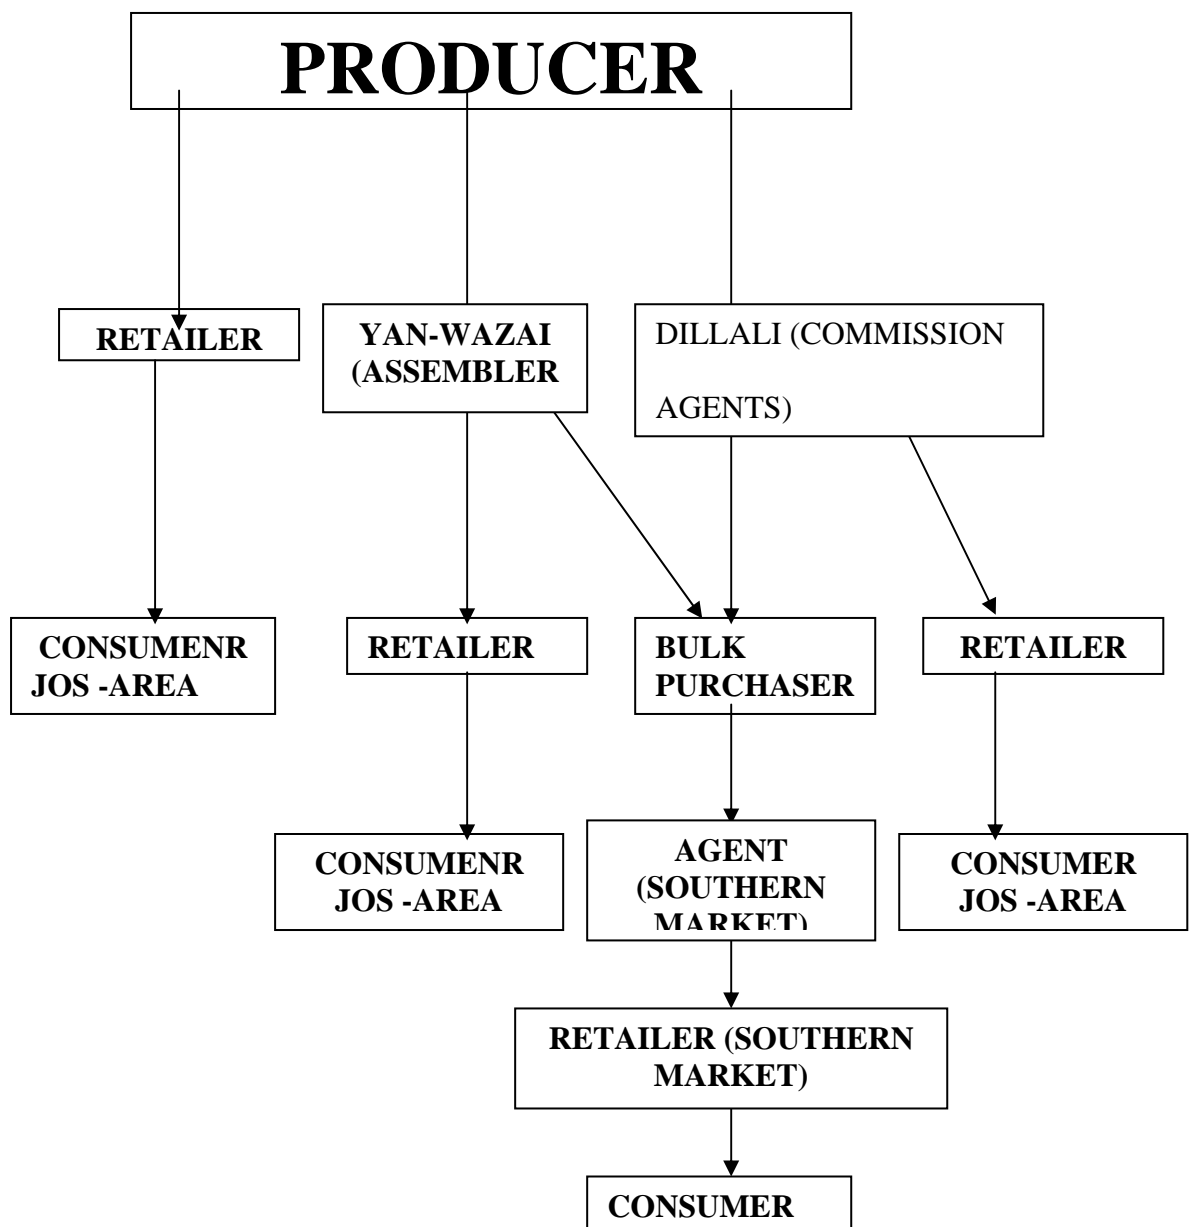 PRODUCER
RETAILER
YAN-WAZAI
(ASSEMBLER
DILLALI (COMMISSION
AGENTS)
CONSUMENR
JOS -AREA
RETAILER
BULK
PURCHASER
RETAILER
CONSUMENR
JOS -AREA
AGENT
(SOUTHERN
MARKET)
CONSUMER
JOS -AREA
RETAILER (SOUTHERN
MARKET)
CONSUMER